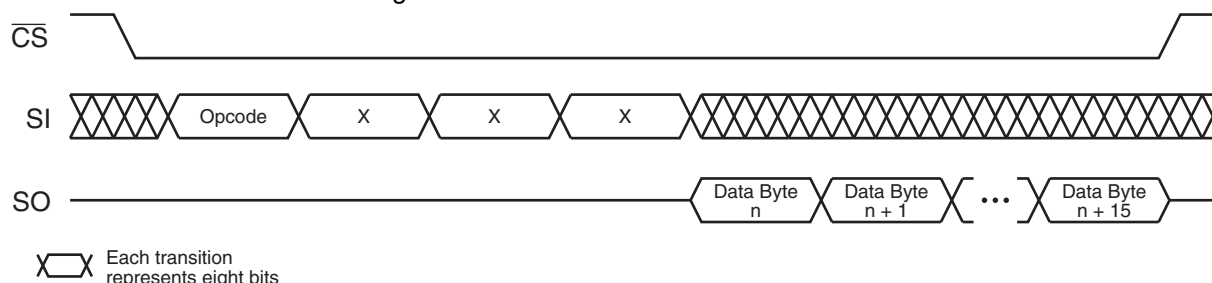 CS
SI
Opcode
X
X
X
SO
Data Byte
n
Data Byte
n + 1
•••
Data Byte
n + 15
Each transition
represents eight bits